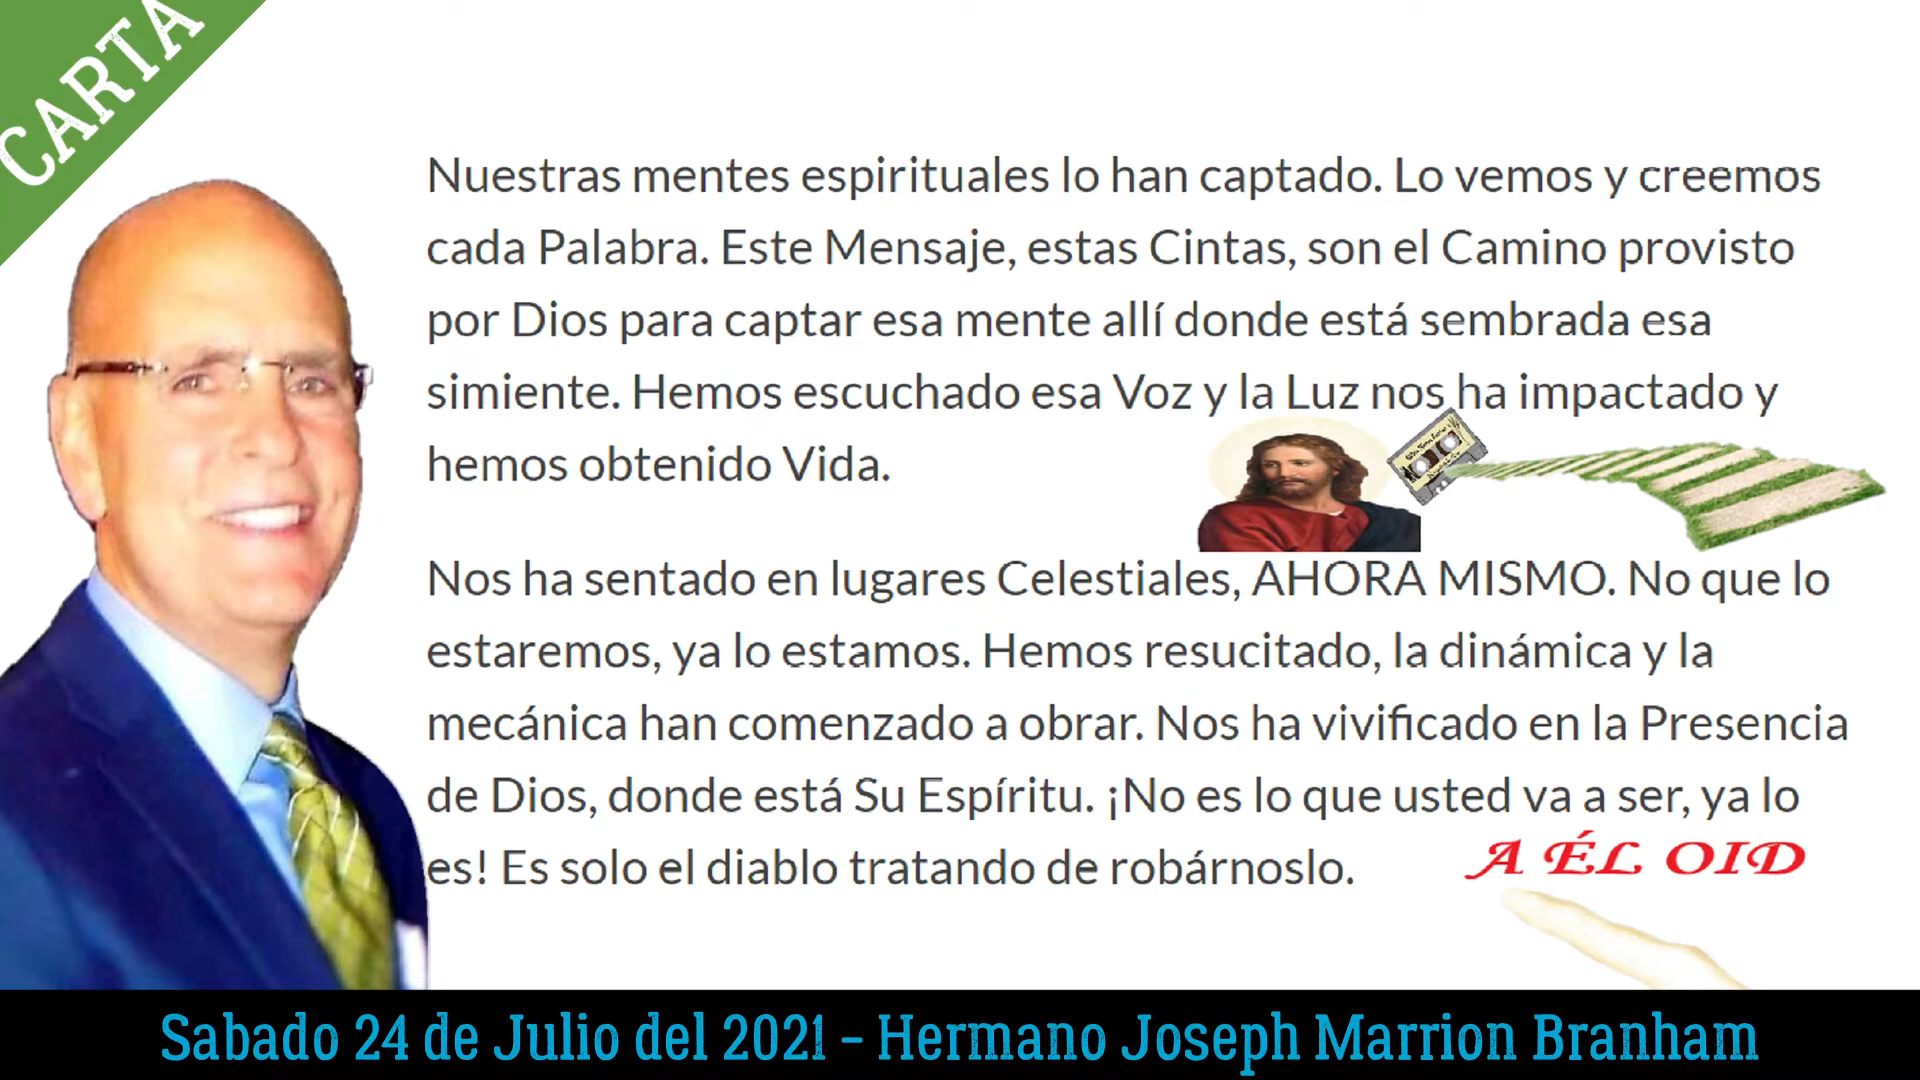 CARTA
Nuestras mentes espirituales lo han captado. Lo vemos y creemos
cada Palabra. Este Mensaje, estas Cintas, son el Camino provisto
por Dios para captar esa mente allí donde está sembrada esa
simiente. Hemos escuchado esa Voz y la Luz nos ha impactado y
hemos obtenido Vida.
Nos ha sentado en lugares Celestiales, AHORA MISMO. No que lo
estaremos, ya lo estamos. Hemos resucitado, la dinámica y la
mecánica han comenzado a obrar. Nos ha vivificado en la Presencia
de Dios, donde está Su Espíritu. ¡No es lo que usted va a ser, ya lo
es! Es solo el diablo tratando de robárnoslo.
A ÉL OID
Sabado 24 de Julio del 2021 - Hermano Joseph Marrion Branham